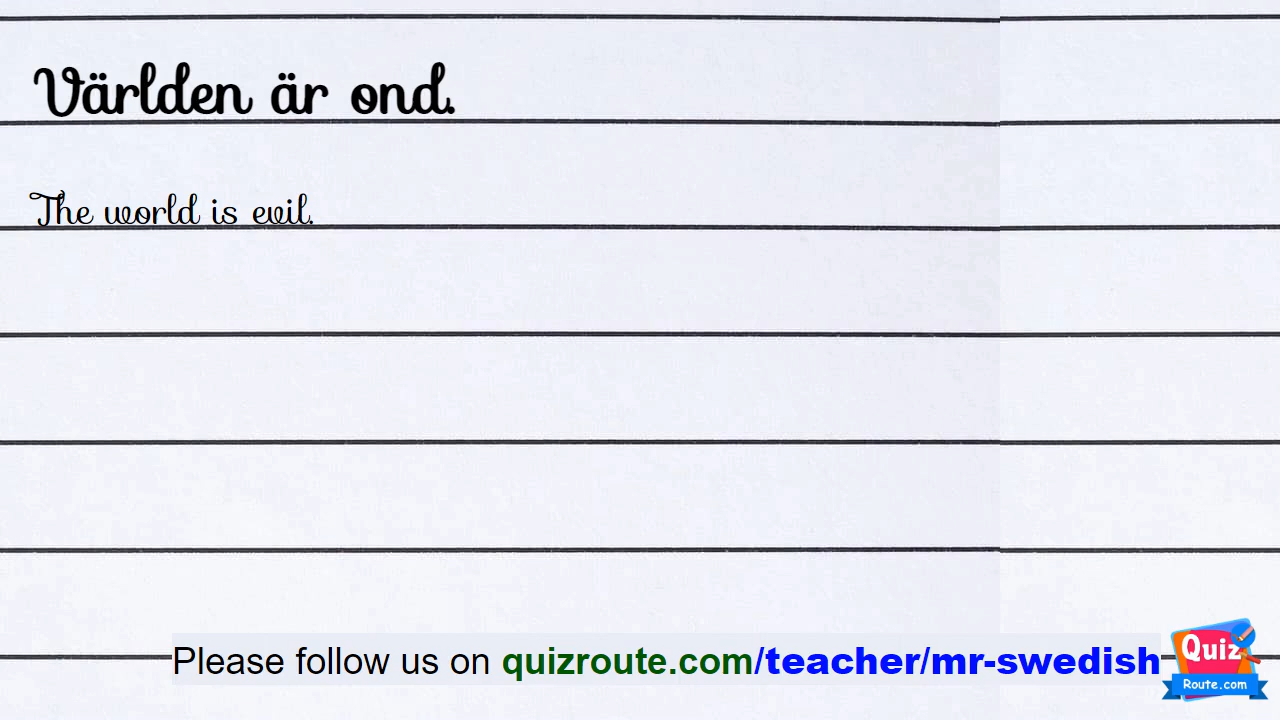 Världen är ond.
The world is evil.
Please follow us on quizroute.com/teacher/mr-swedish
Quiz
Route.com